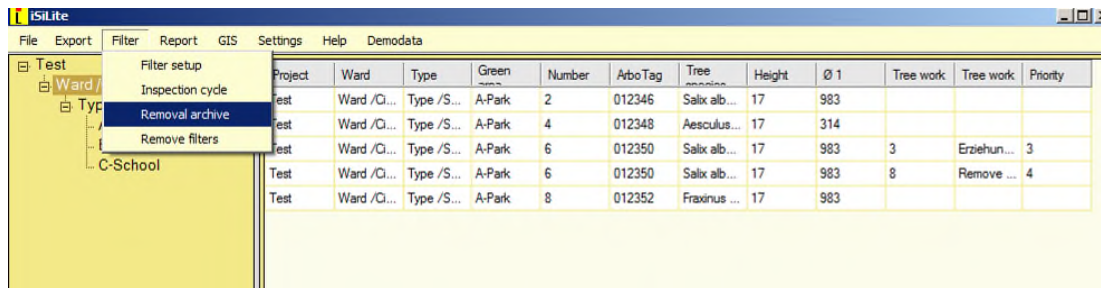 iSiLite
File Export Filter Report GIS Settings Help Demodata
Test
Ward /
Typ
C-School
Filter setup
Inspection cycle
Removal archive
Remove filters
Project Ward Type Green Number ArboTag Tree Height Ø 1 Tree work Tree work Priority
Test Ward /Ci... Type /S... A-Park 2 012346 Salix alb... 17 983
Test Ward /Ci... Type /S... A-Park 4 012348 Aesculus... 17 314
Test Ward /Ci... Type /S... A-Park 6 012350 Salix alb... 17 983 3 Erziehun... 3
Test Ward /Ci... Type /S... A-Park 6 012350 Salix alb... 17 983 8 Remove ... 4
Test Ward /Ci... Type /S... A-Park 8 012352 Fraxinus ... 17 983